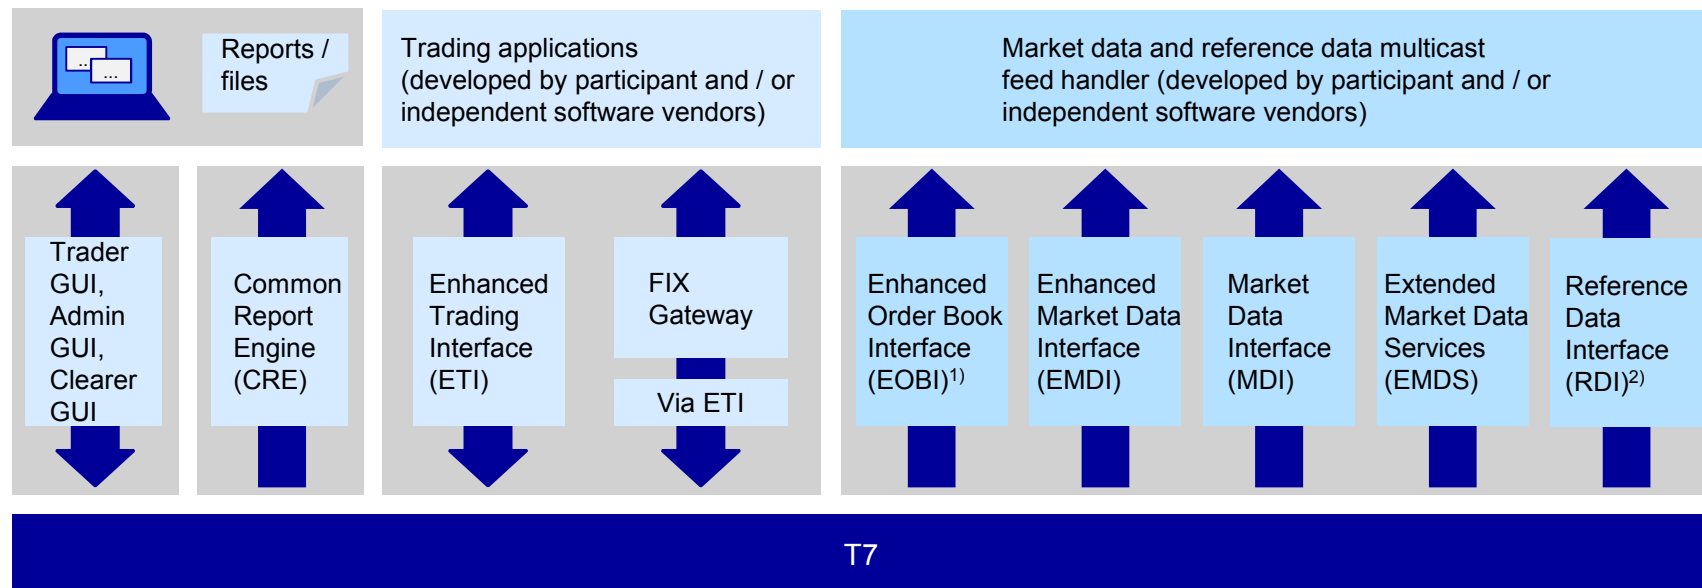 ...
...
Reports /
files
Trading applications
(developed by participant and / or
independent software vendors)
Market data and reference data multicast
feed handler (developed by participant and / or
independent software vendors)
Trader
GUI,
Admin
GUI,
Clearer
GUI
Common
Report
Engine
(CRE)
Enhanced
Trading
Interface
(ETI)
FIX
Gateway
Via ETI
Enhanced
Order Book
Interface
(EOBI)1)
Enhanced
Market Data
Interface
(EMDI)
Market
Data
Interface
(MDI)
Extended
Market Data
Services
(EMDS)
Reference
Data
Interface
(RDI)2)
T7